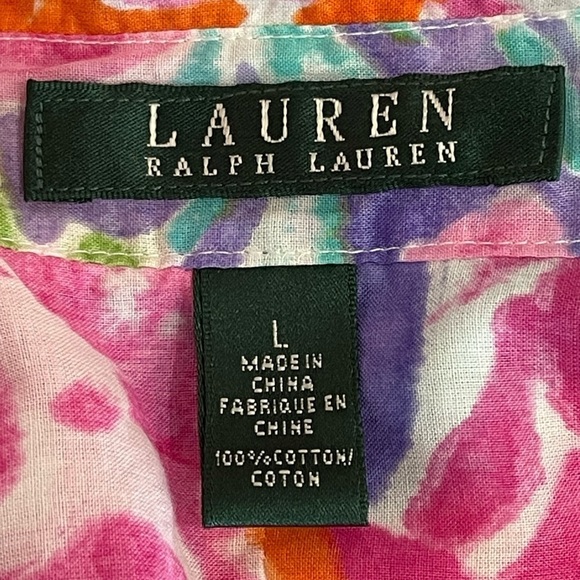 LAUREN
RALPH LAUREN
L
MADE IN
CHINA
FABRIQUE EN
CHINE
100%COTTON/
COTON